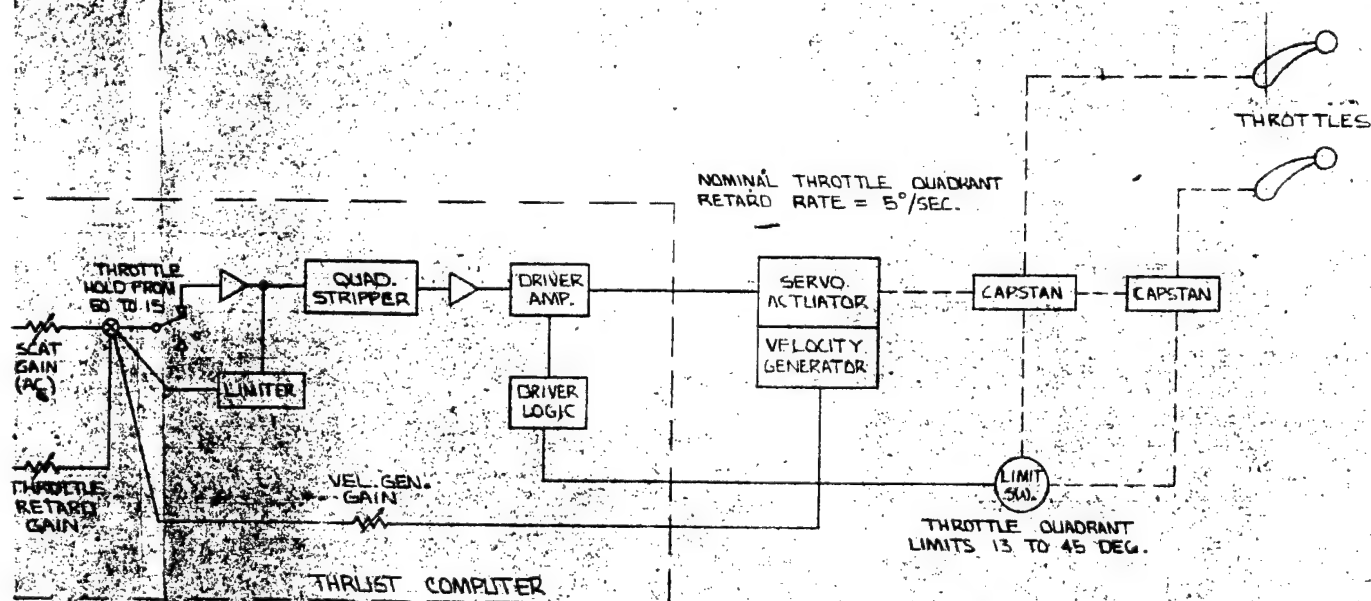 THROTTLES
NOMINAL THROTTLE QUADRANT
RETARD RATE = 5°/SEC.
THROTTLE
HOLD FROM
50 TO 15
QUAD.
STRIPPER
DRIVER
AMP.
SERVO
ACTUATOR
CAPSTAN
CAPSTAN
SCAT
GAIN
LIMITER
VELOCITY
GENERATOR
DRIVER
LOGIC
THROTTLE
RETARD
GAIN
VEL. GEN.
GAIN
LIMIT
SW.
THROTTLE QUADRANT
LIMITS 13 TO 45 DEG.
THRUST COMPUTER